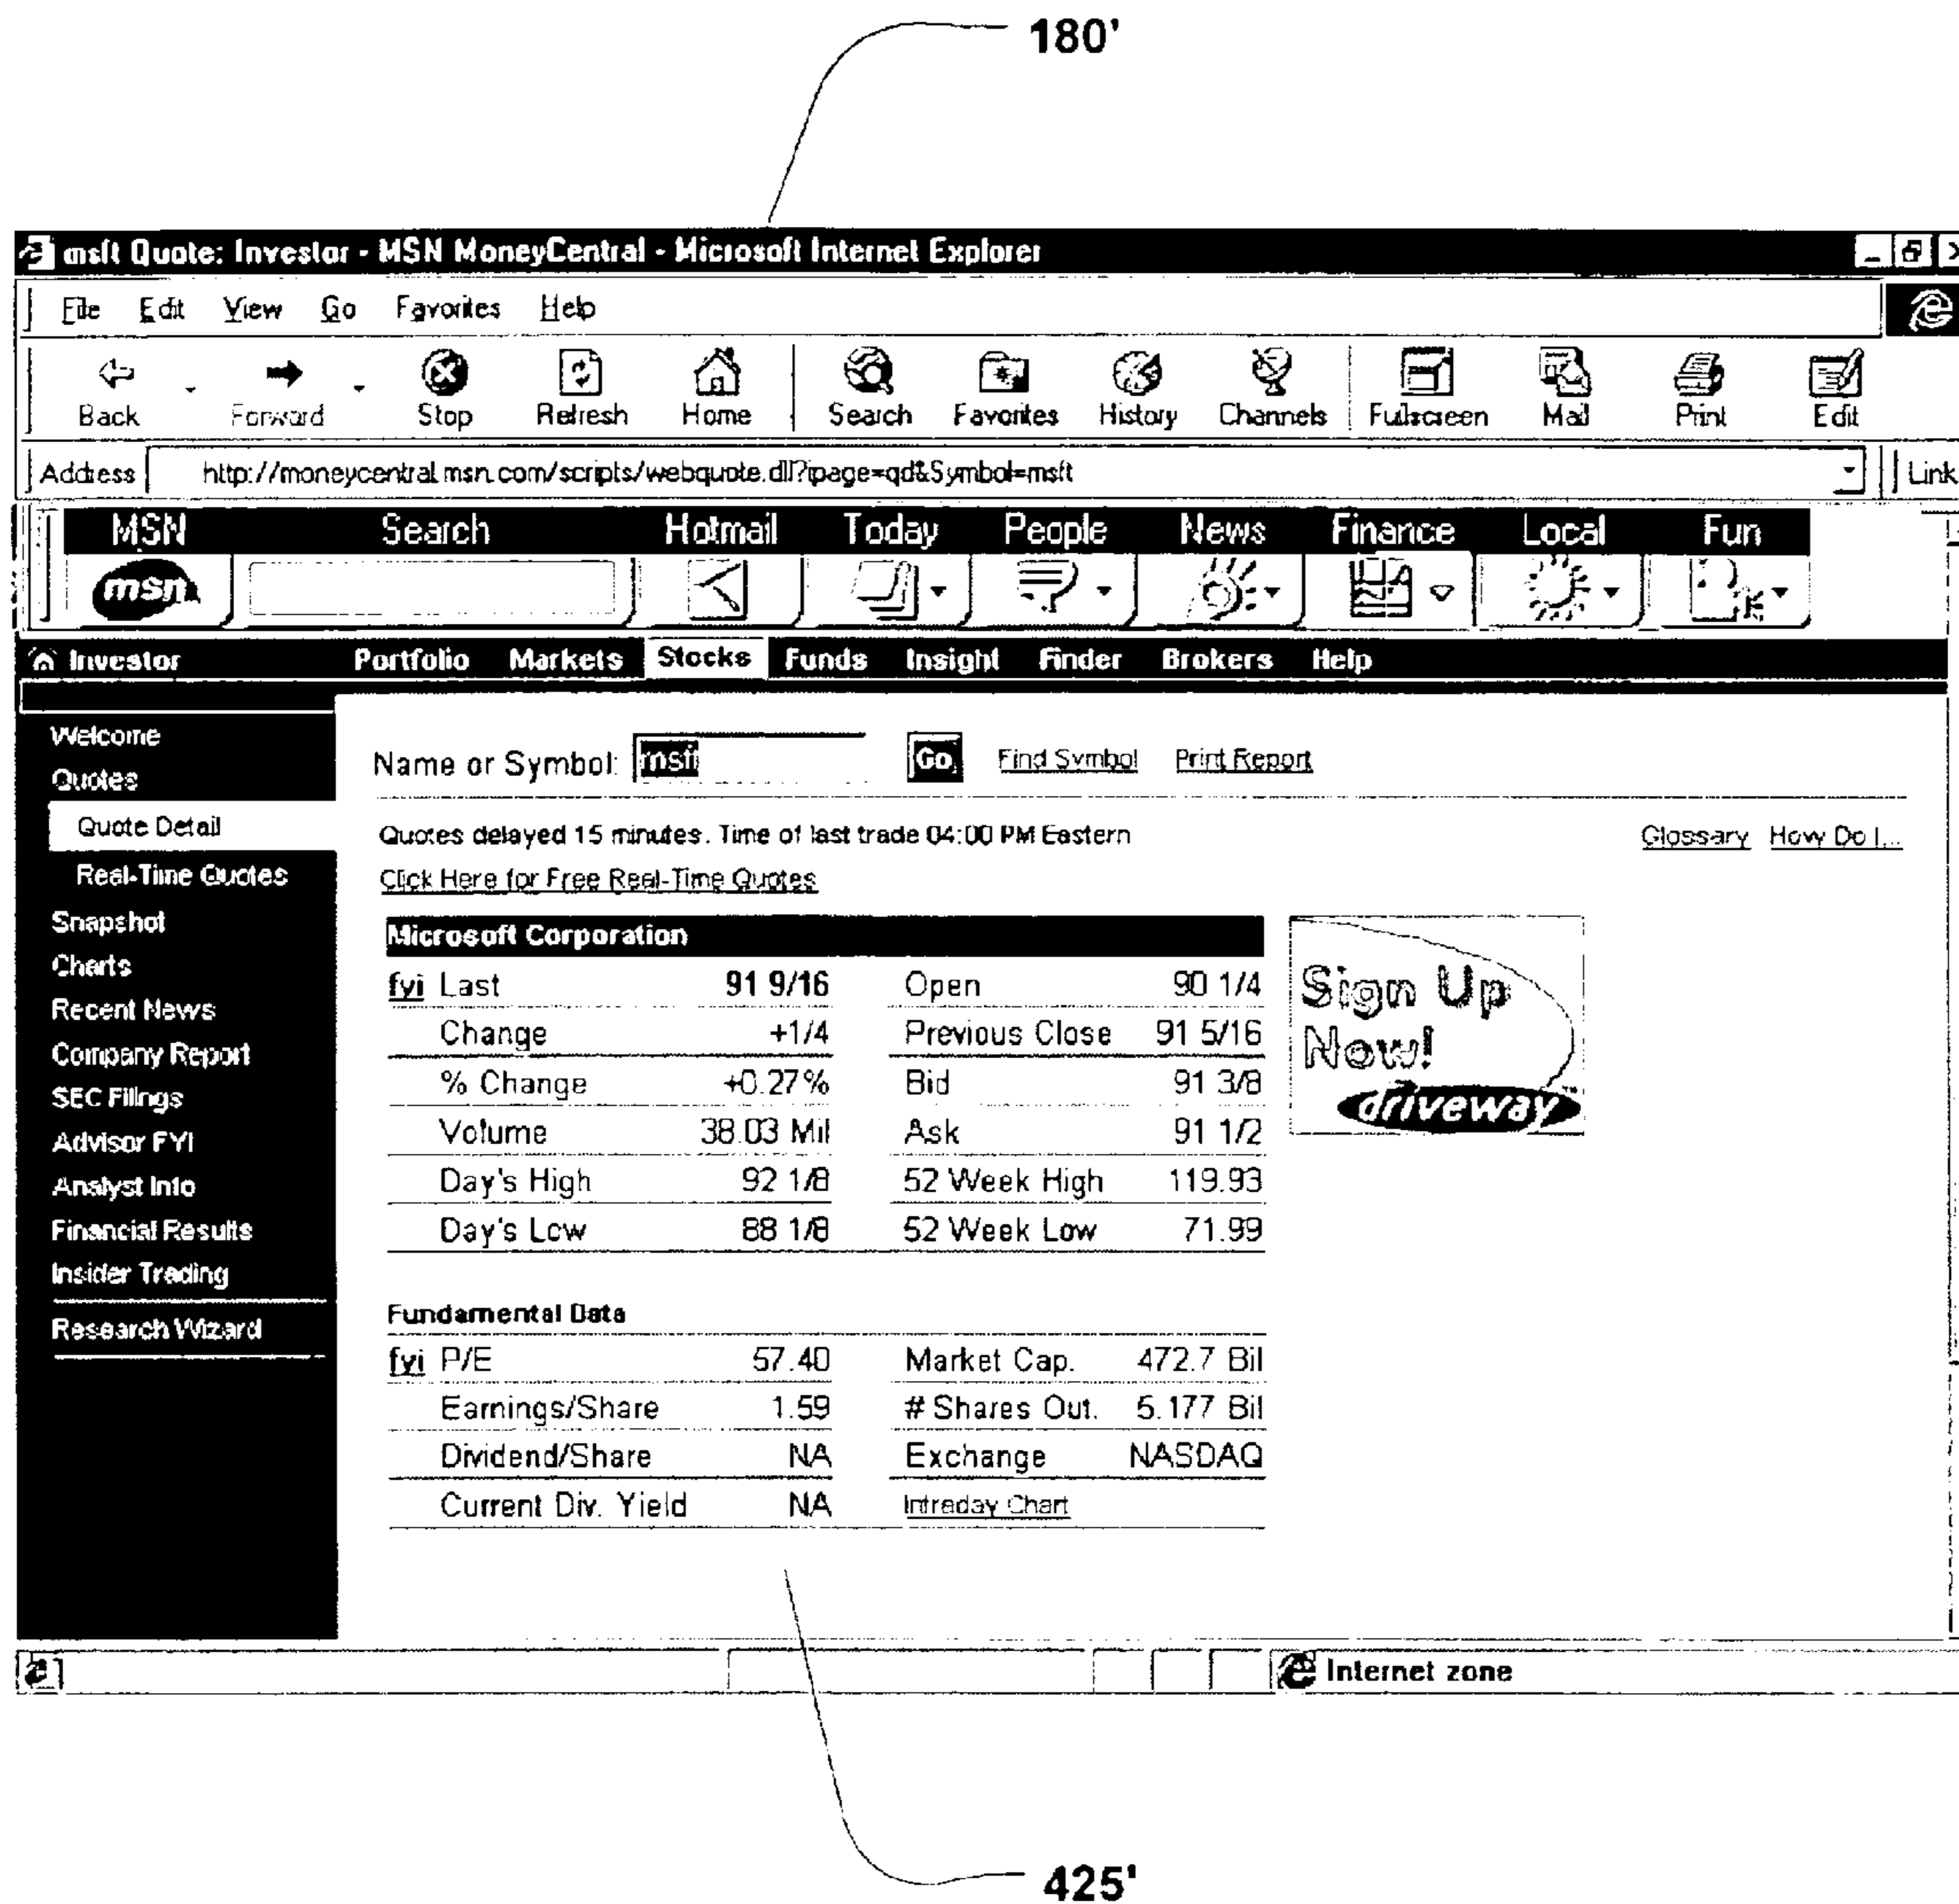 180'
msft Quote: Investor - MSN MoneyCentral - Microsoft Internet Explorer
File Edit View Go Favorites Help
Back Forward Stop Refresh Home Search Favorites History Channels Fullscreen Mail Print Edit
Address http://moneycentral.msn.com/scripts/webquote.dll?ipage=qd&Symbol=msft Link
MSN Search Hotmail Today People News Finance Local Fun
msn
Investor Portfolio Markets Stocks Funds Insight Finder Brokers Help
Welcome
Quotes
Quote Detail
Real-Time Quotes
Snapshot
Charts
Recent News
Company Report
SEC Filings
Advisor FYI
Analyst Info
Financial Results
Insider Trading
Research Wizard
Name or Symbol: msft Go Find Symbol Print Report
Quotes delayed 15 minutes. Time of last trade 04:00 PM Eastern Glossary How Do I...
Click Here for Free Real-Time Quotes
Microsoft Corporation
fyi Last 91 9/16 Open 90 1/4
Change +1/4 Previous Close 91 5/16
% Change +0.27% Bid 91 3/8
Volume 38.03 Mil Ask 91 1/2
Day's High 92 1/8 52 Week High 119.93
Day's Low 88 1/8 52 Week Low 71.99
Sign Up
Now!
driveway
Fundamental Data
fyi P/E 57.40 Market Cap. 472.7 Bil
Earnings/Share 1.59 # Shares Out. 5.177 Bil
Dividend/Share NA Exchange NASDAQ
Current Div. Yield NA Intraday Chart
Internet zone
425'